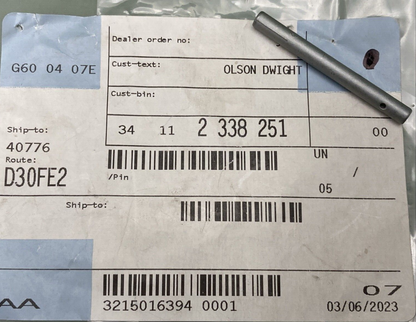 Dealer order no:
G60 04 07E
Cust-text: OLSON DWIGHT
Cust-bin:
Ship-to: 34 11 2 338 251 00
40776
Route: UN
D30FE2 /Pin 05 /
Ship-to:
AA 07
3215016394 0001 03/06/2023